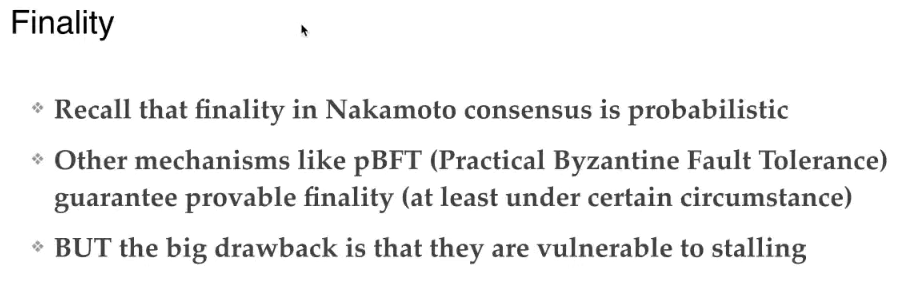 Finality
❖ Recall that finality in Nakamoto consensus is probabilistic
❖ Other mechanisms like pBFT (Practical Byzantine Fault Tolerance)
guarantee provable finality (at least under certain circumstance)
❖ BUT the big drawback is that they are vulnerable to stalling